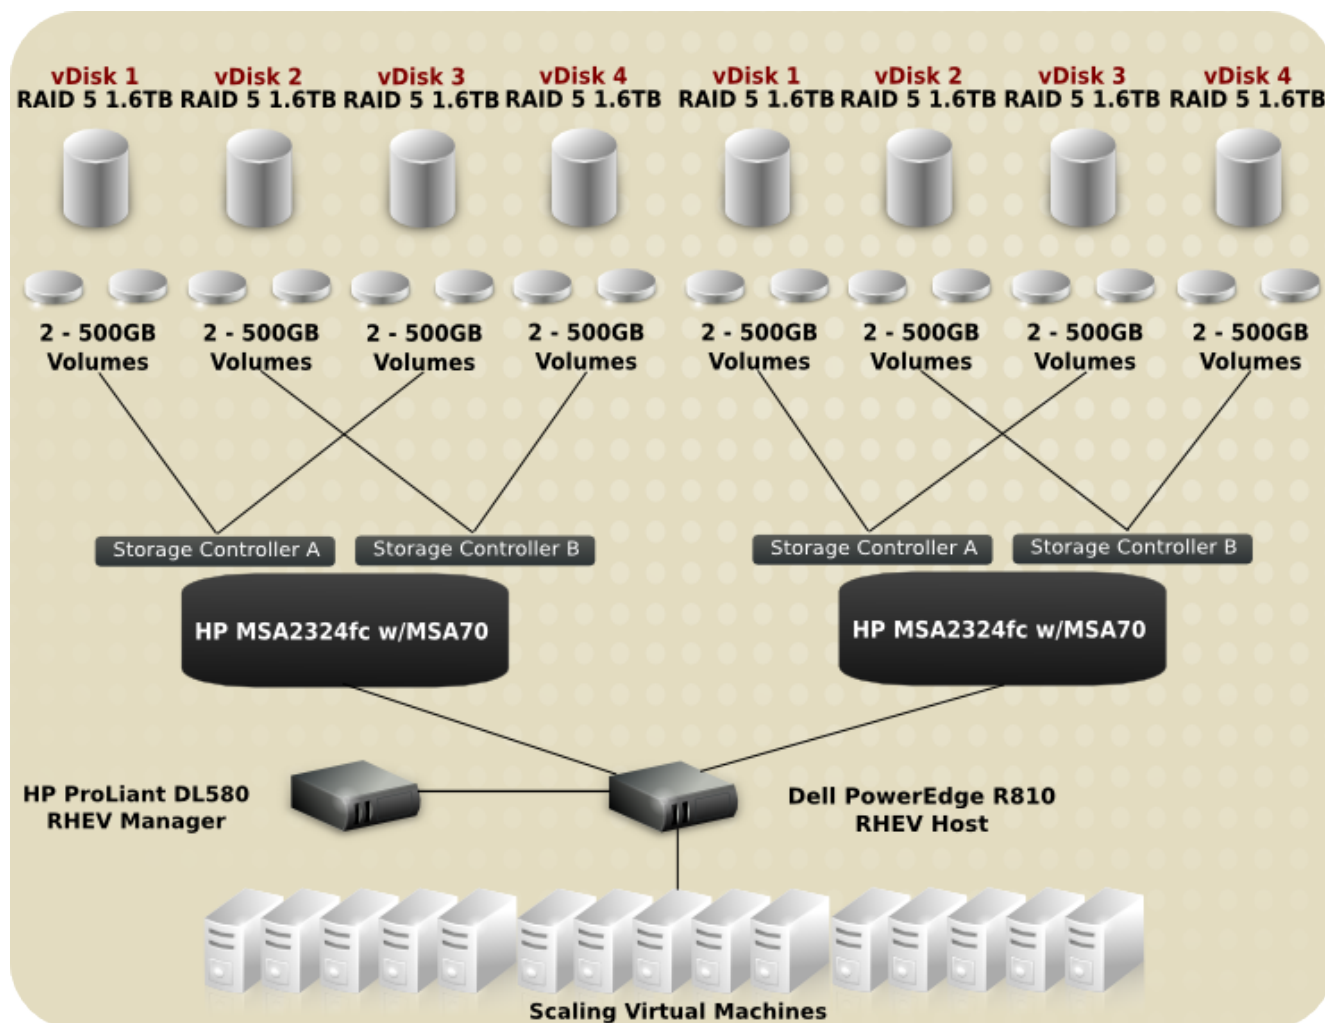 vDisk 1 vDisk 2 vDisk 3 vDisk 4 vDisk 1 vDisk 2 vDisk 3 vDisk 4
RAID 5 1.6TB RAID 5 1.6TB RAID 5 1.6TB RAID 5 1.6TB RAID 5 1.6TB RAID 5 1.6TB RAID 5 1.6TB RAID 5 1.6TB
2 - 500GB 2 - 500GB 2 - 500GB 2 - 500GB 2 - 500GB 2 - 500GB 2 - 500GB 2 - 500GB
Volumes Volumes Volumes Volumes Volumes Volumes Volumes Volumes
Storage Controller A Storage Controller B Storage Controller A Storage Controller B
HP MSA2324fc w/MSA70 HP MSA2324fc w/MSA70
HP ProLiant DL580
RHEV Manager
Dell PowerEdge R810
RHEV Host
Scaling Virtual Machines